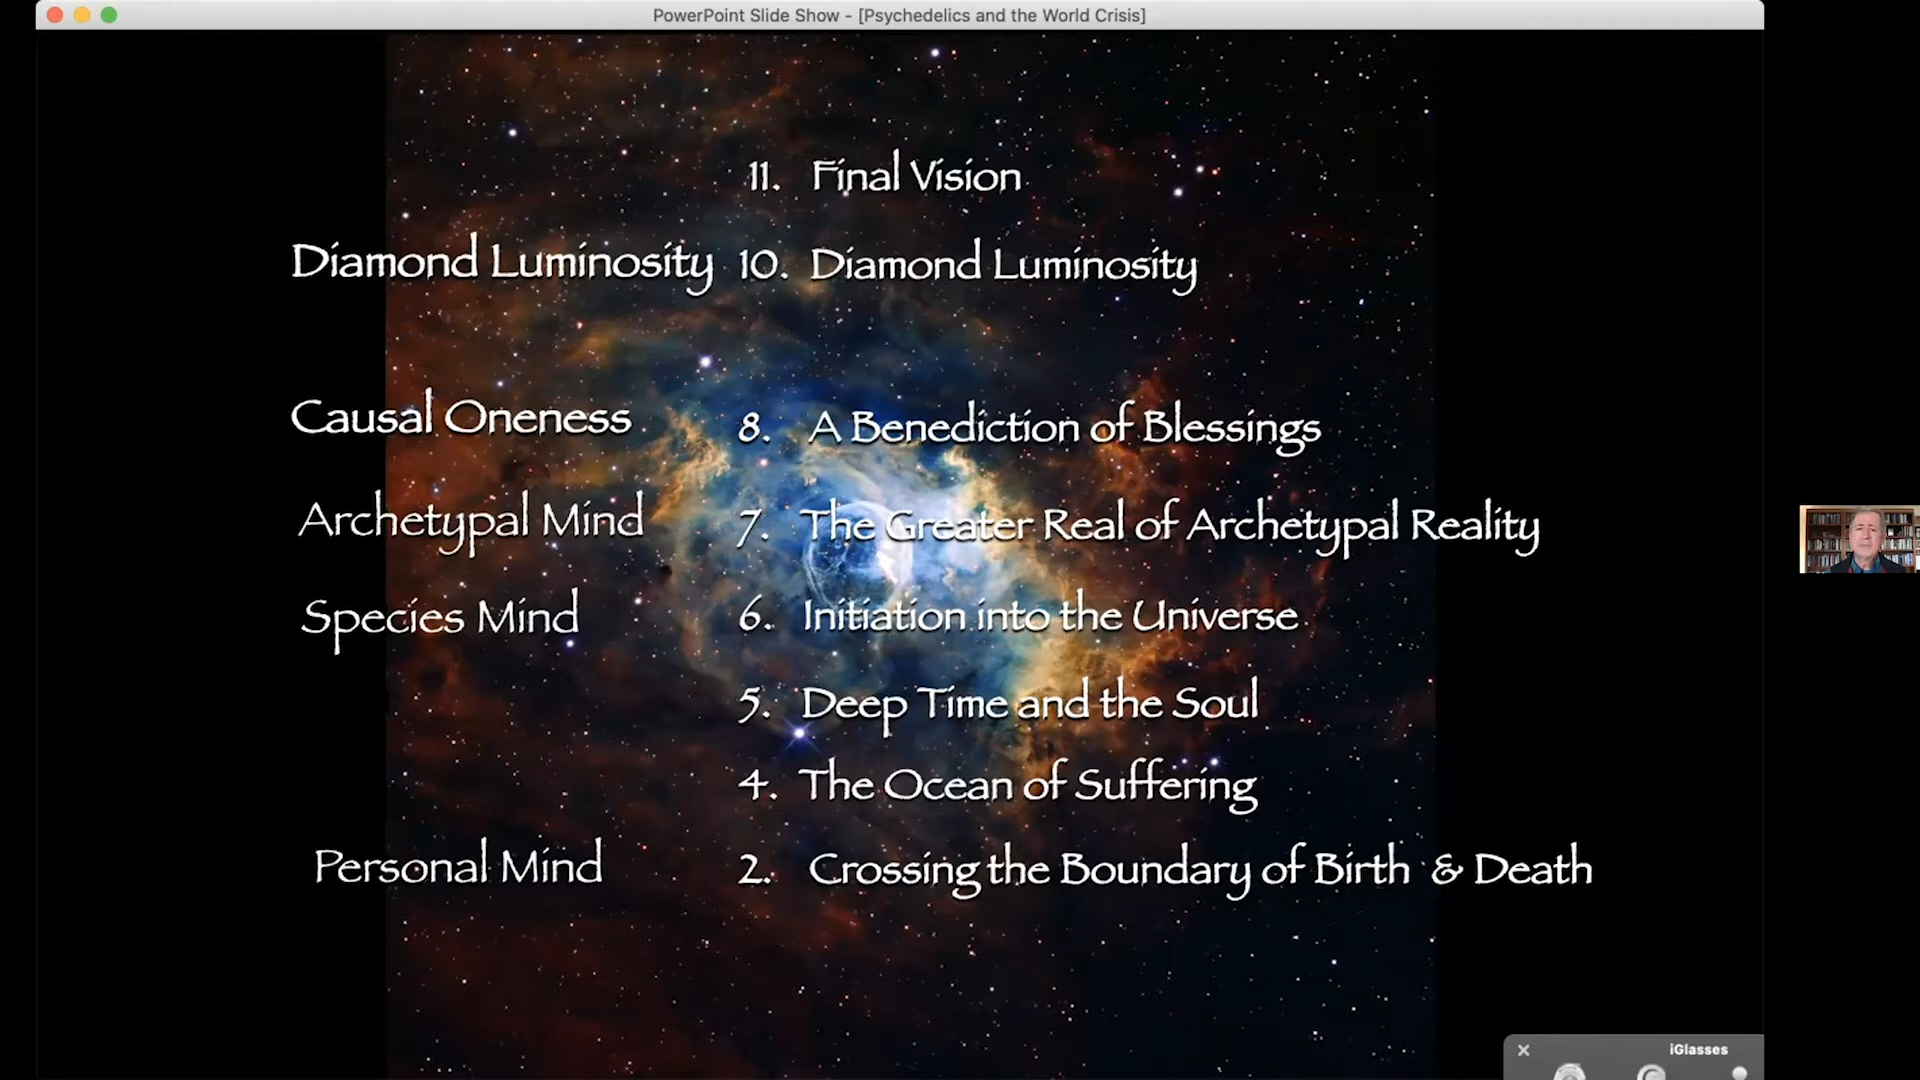 PowerPoint Slide Show - [Psychedelics and the World Crisis]
11. Final Vision
Diamond Luminosity 10. Diamond Luminosity
Causal Oneness 8. A Benediction of Blessings
Archetypal Mind 7. The Greater Real of Archetypal Reality
Species Mind 6. Initiation into the Universe
5. Deep Time and the Soul
4. The Ocean of Suffering
Personal Mind 2. Crossing the Boundary of Birth & Death
iGlasses